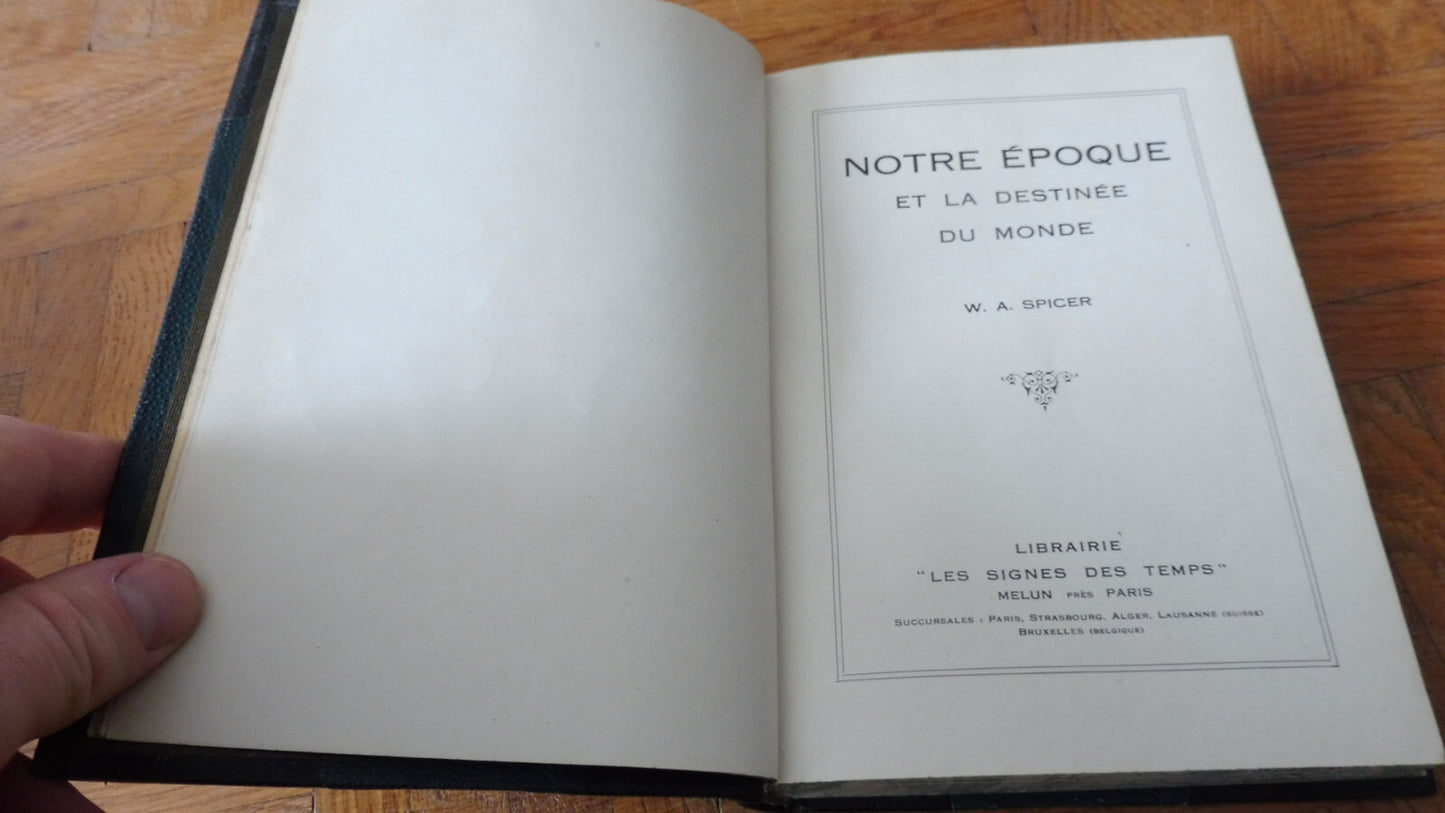 NOTRE ÉPOQUE
ET LA DESTINÉE
DU MONDE
W. A. SPICER
LIBRAIRIE
"LES SIGNES DES TEMPS"
MELUN PRÈS PARIS
SUCCURSALES : PARIS, STRASBOURG, ALGER, LAUSANNE (SUISSE)
BRUXELLES (BELGIQUE)